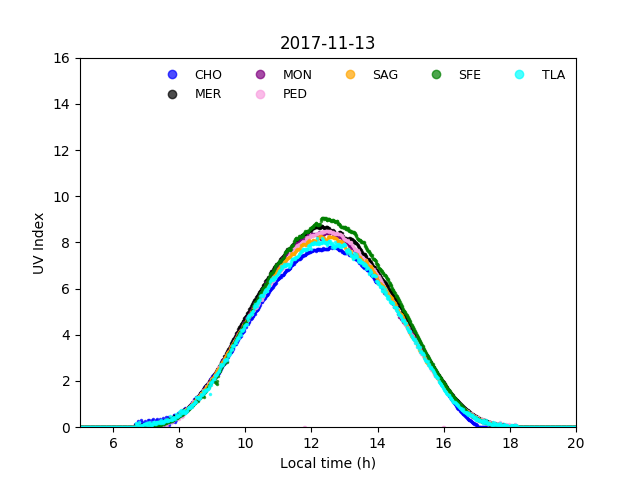 2017-11-13
16
14
12
10
8
6
4
2
0
UV Index
CHO MON SAG SFE TLA
MER PED
6 8 10 12 14 16 18 20
Local time (h)